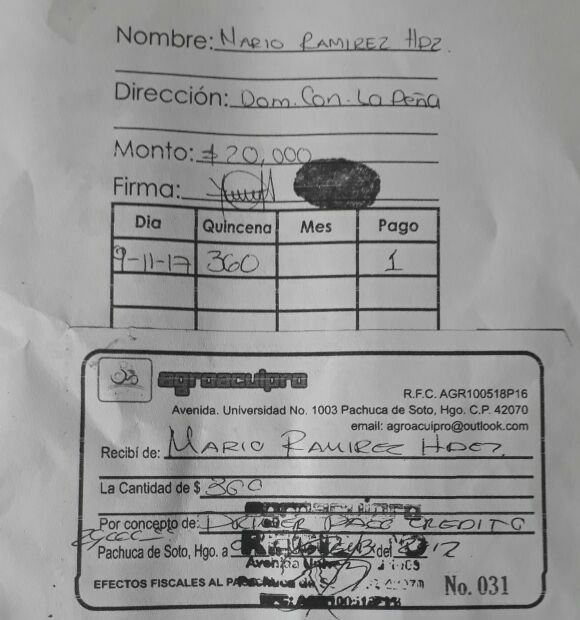 Nombre: MARIO RAMIREZ HDZ.
Dirección: Dom. Con. La Peña
Monto: $ 20,000
Firma:
Dia Quincena Mes Pago
9-11-17 360 1
agroacuipro
R.F.C. AGR100518P16
Avenida. Universidad No. 1003 Pachuca de Soto, Hgo. C.P. 42070
email: agroacuipro@outlook.com
Recibí de: MARIO RAMIREZ HDEZ.
La Cantidad de $ 360
Por concepto de: PRIMER PAGO CREDITO
Pachuca de Soto, Hgo. a del 2017
EFECTOS FISCALES AL No. 031